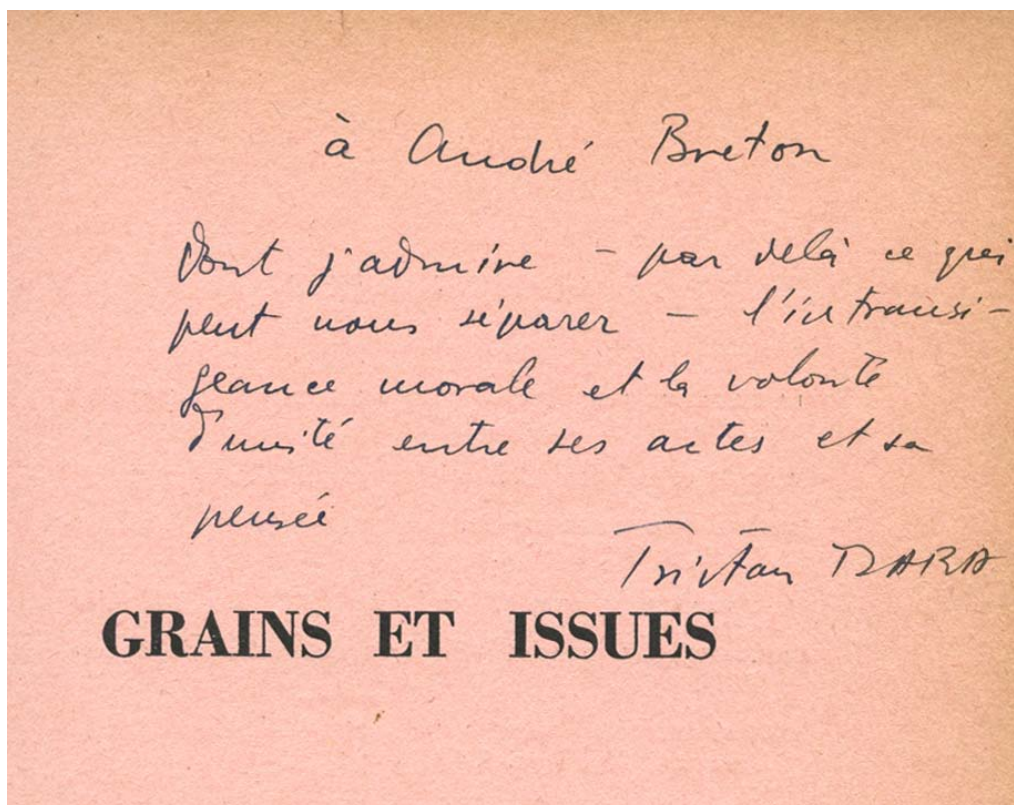 à André Breton
dont j'admire – par delà ce qui
peut nous séparer – l'intransi-
geance morale et la volonté
d'unité entre ses actes et sa
pensée
Tristan TZARA
GRAINS ET ISSUES